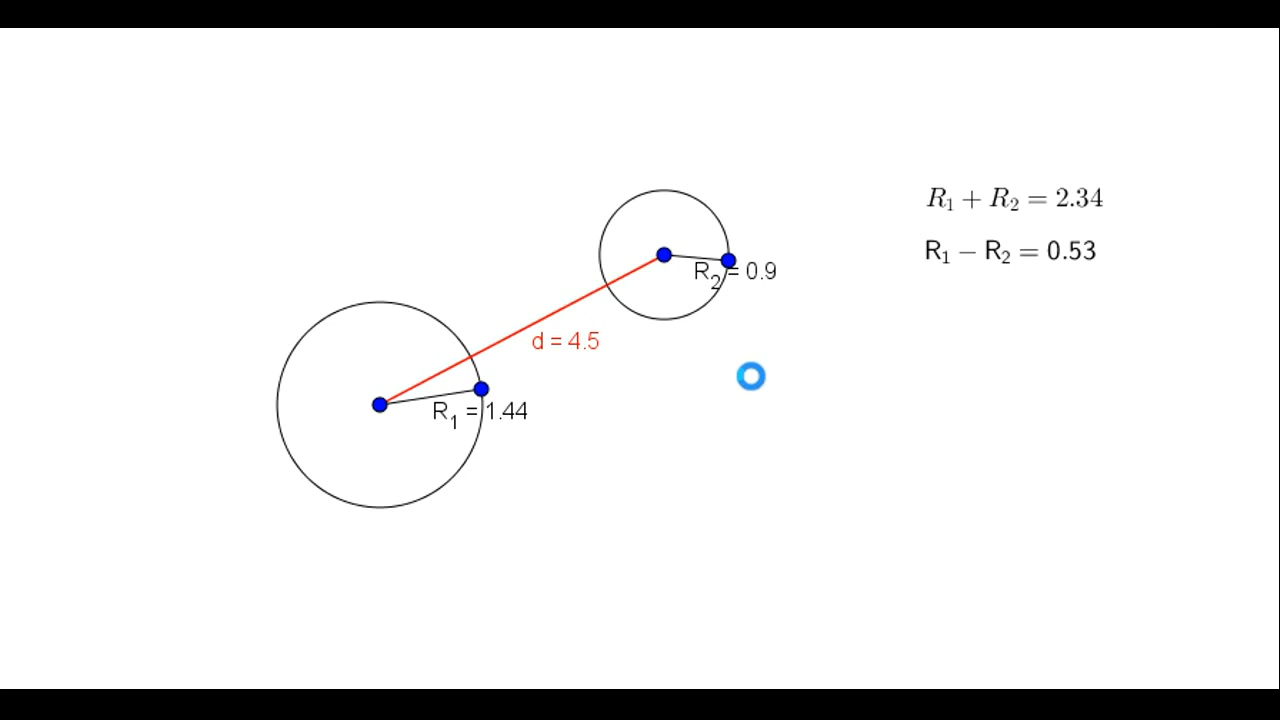 R₁ + R₂ = 2.34
R₁ − R₂ = 0.53
R₂ = 0.9
d = 4.5
R₁ = 1.44